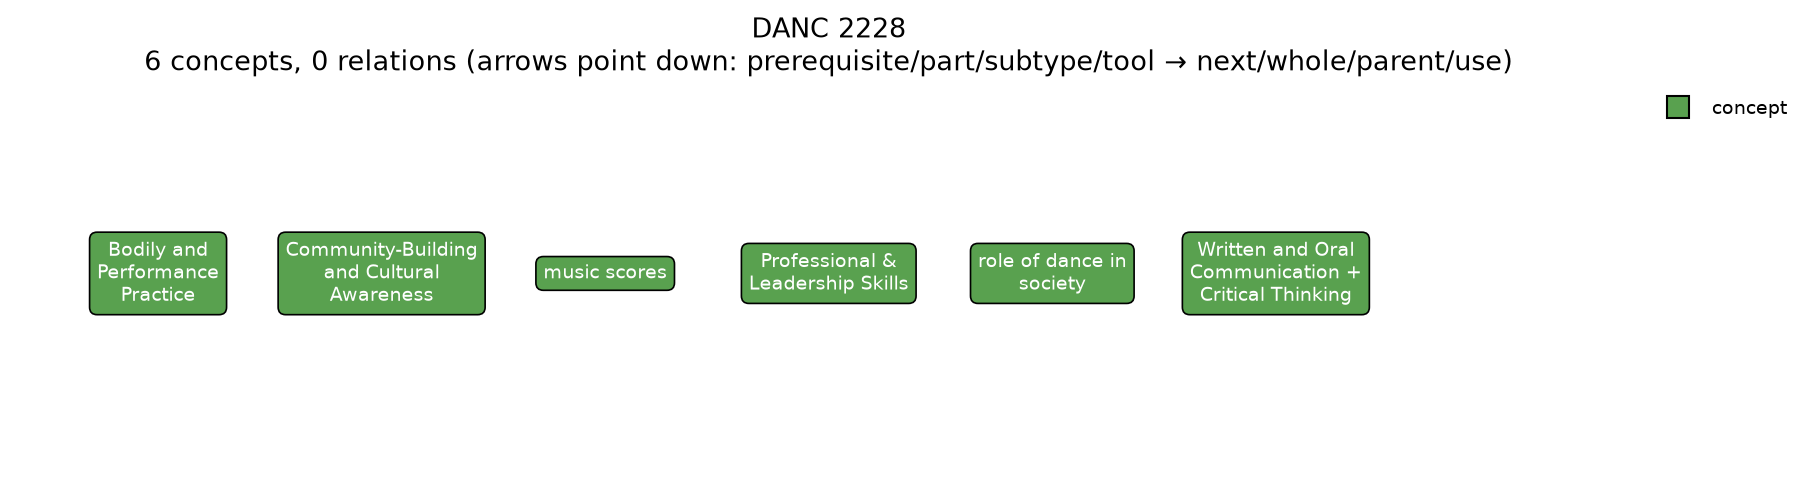 DANC 2228
6 concepts, 0 relations (arrows point down: prerequisite/part/subtype/tool → next/whole/parent/use)
concept
Bodily and
Performance
Practice
Community-Building
and Cultural
Awareness
music scores
Professional &
Leadership Skills
role of dance in
society
Written and Oral
Communication +
Critical Thinking